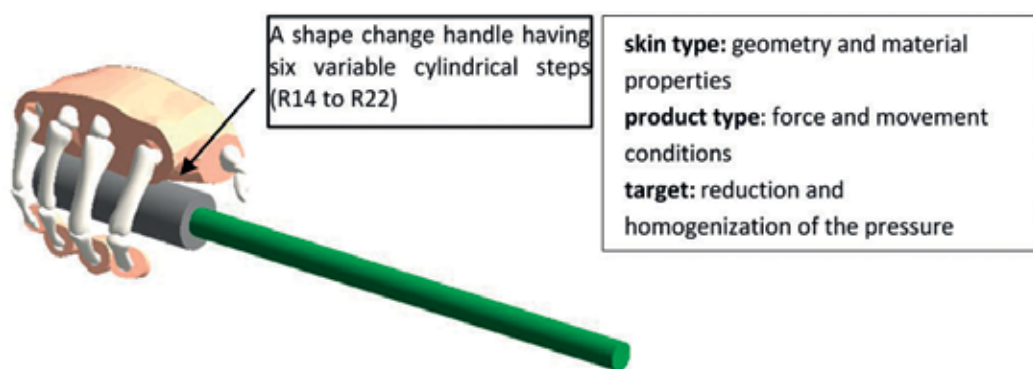 A shape change handle having
six variable cylindrical steps
(R14 to R22)
skin type: geometry and material
properties
product type: force and movement
conditions
target: reduction and
homogenization of the pressure